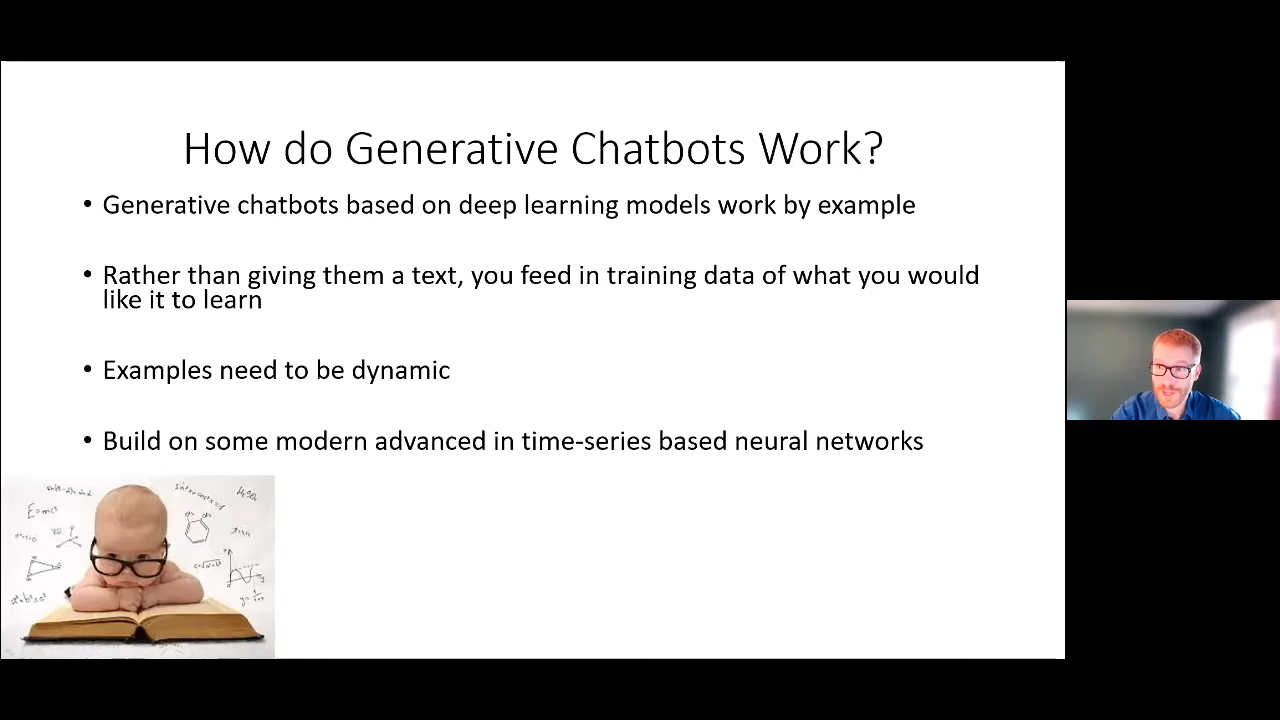 How do Generative Chatbots Work?
• Generative chatbots based on deep learning models work by example
• Rather than giving them a text, you feed in training data of what you would
like it to learn
• Examples need to be dynamic
• Build on some modern advanced in time-series based neural networks
E=mc²